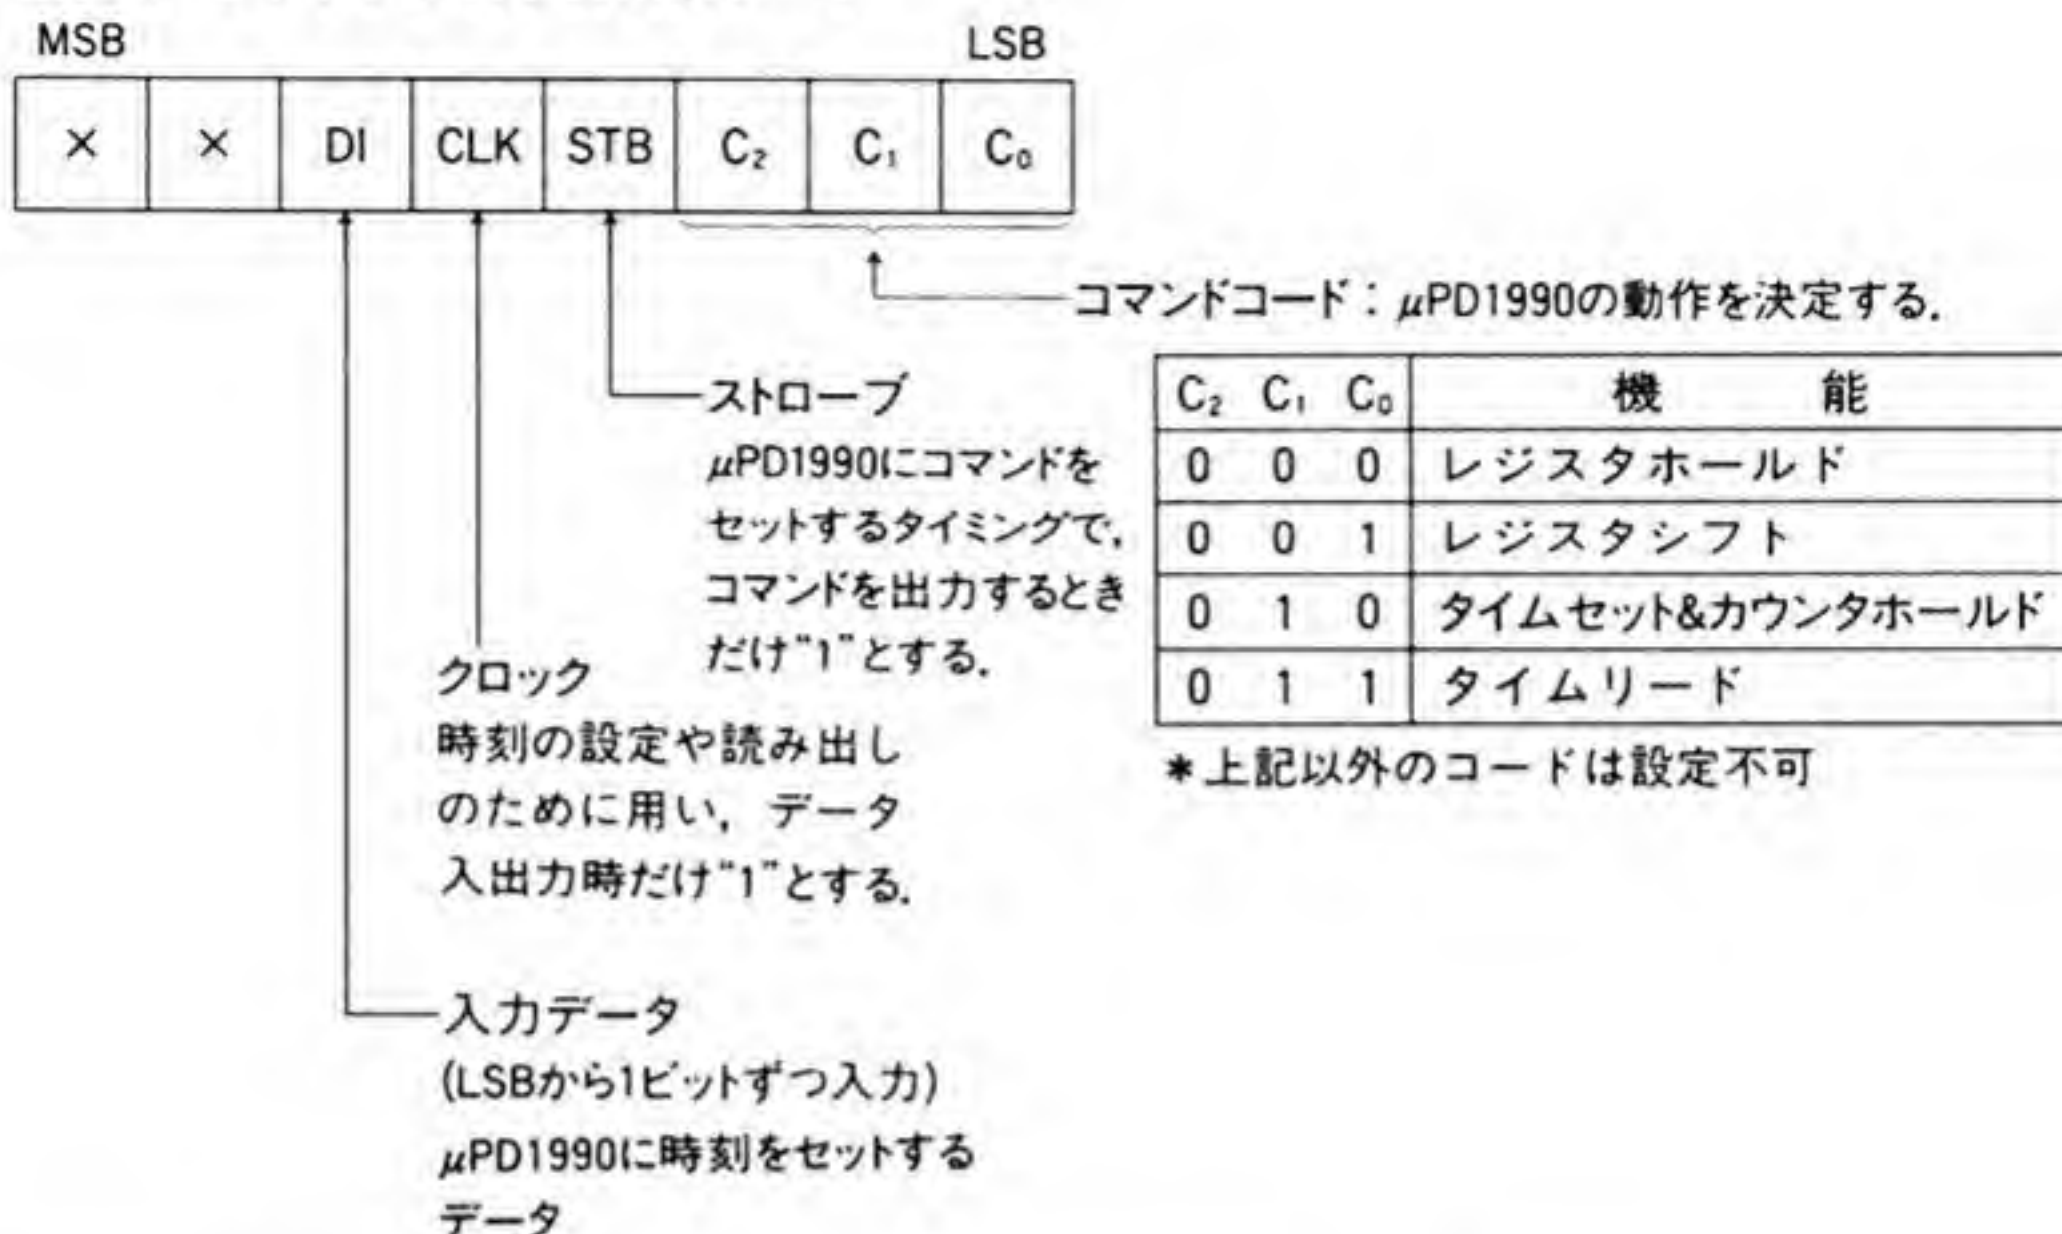 MSB LSB
× × DI CLK STB C₂ C₁ C₀
コマンドコード：μPD1990の動作を決定する.
C₂ C₁ C₀ 機 能
0 0 0 レジスタホールド
0 0 1 レジスタシフト
0 1 0 タイムセット&カウンタホールド
0 1 1 タイムリード
*上記以外のコードは設定不可
ストローブ
μPD1990にコマンドを
セットするタイミングで,
コマンドを出力するとき
だけ"1"とする.
クロック
時刻の設定や読み出し
のために用い, データ
入出力時だけ"1"とする.
入力データ
(LSBから1ビットずつ入力)
μPD1990に時刻をセットする
データ